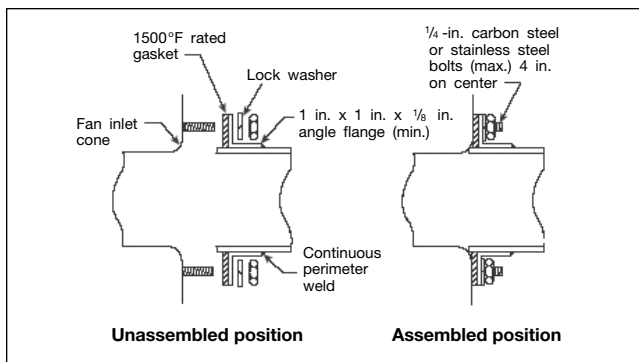 1500°F rated
gasket
Lock washer
Fan inlet
cone
1 in. x 1 in. x 1/8 in.
angle flange (min.)
Continuous
perimeter
weld
Unassembled position
1/4-in. carbon steel
or stainless steel
bolts (max.) 4 in.
on center
Assembled position